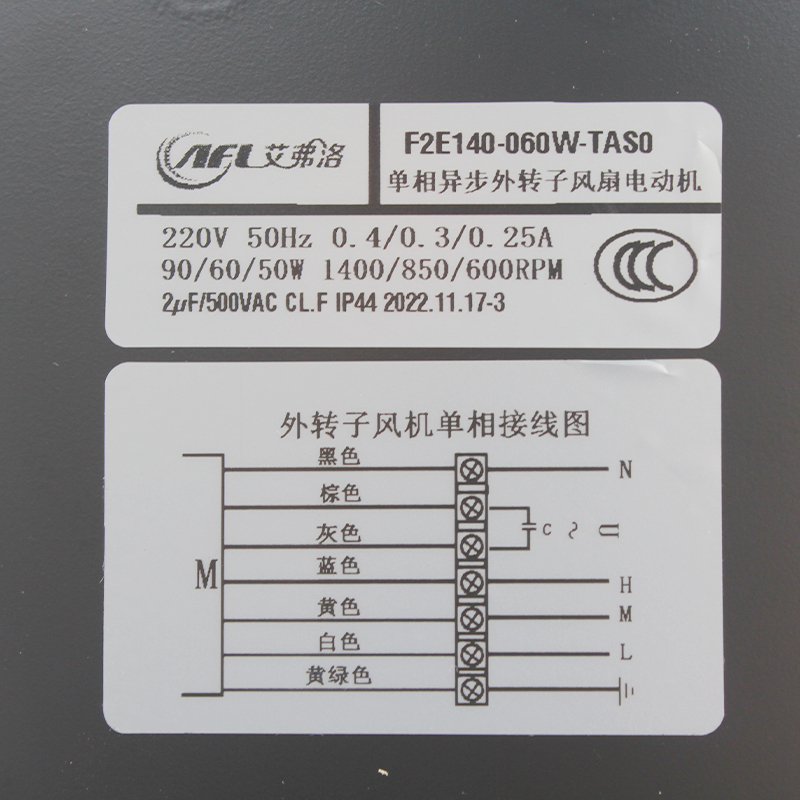 AFL 艾弗洛
F2E140-060W-TAS0
单相异步外转子风扇电动机
220V 50Hz 0.4/0.3/0.25A
90/60/50W 1400/850/600RPM
2μF/500VAC CL.F IP44 2022.11.17-3
CCC
外转子风机单相接线图
黑色
N
棕色
灰色
C ~ U
蓝色
H
M
黄色
M
白色
L
黄绿色